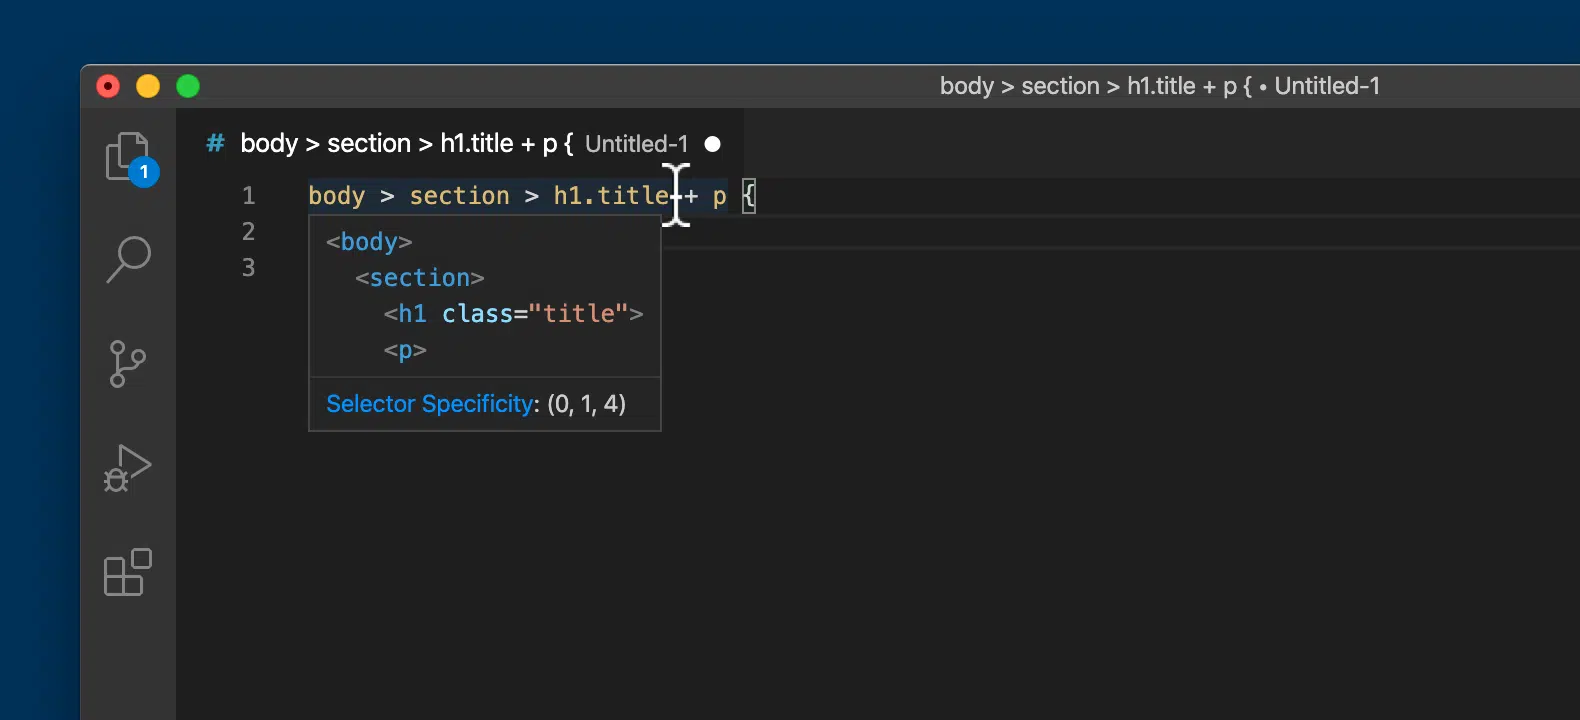 body > section > h1.title + p { • Untitled-1
# body > section > h1.title + p { Untitled-1
1
1 body > section > h1.title + p {
2
3
<body>
<section>
<h1 class="title">
<p>
Selector Specificity: (0, 1, 4)